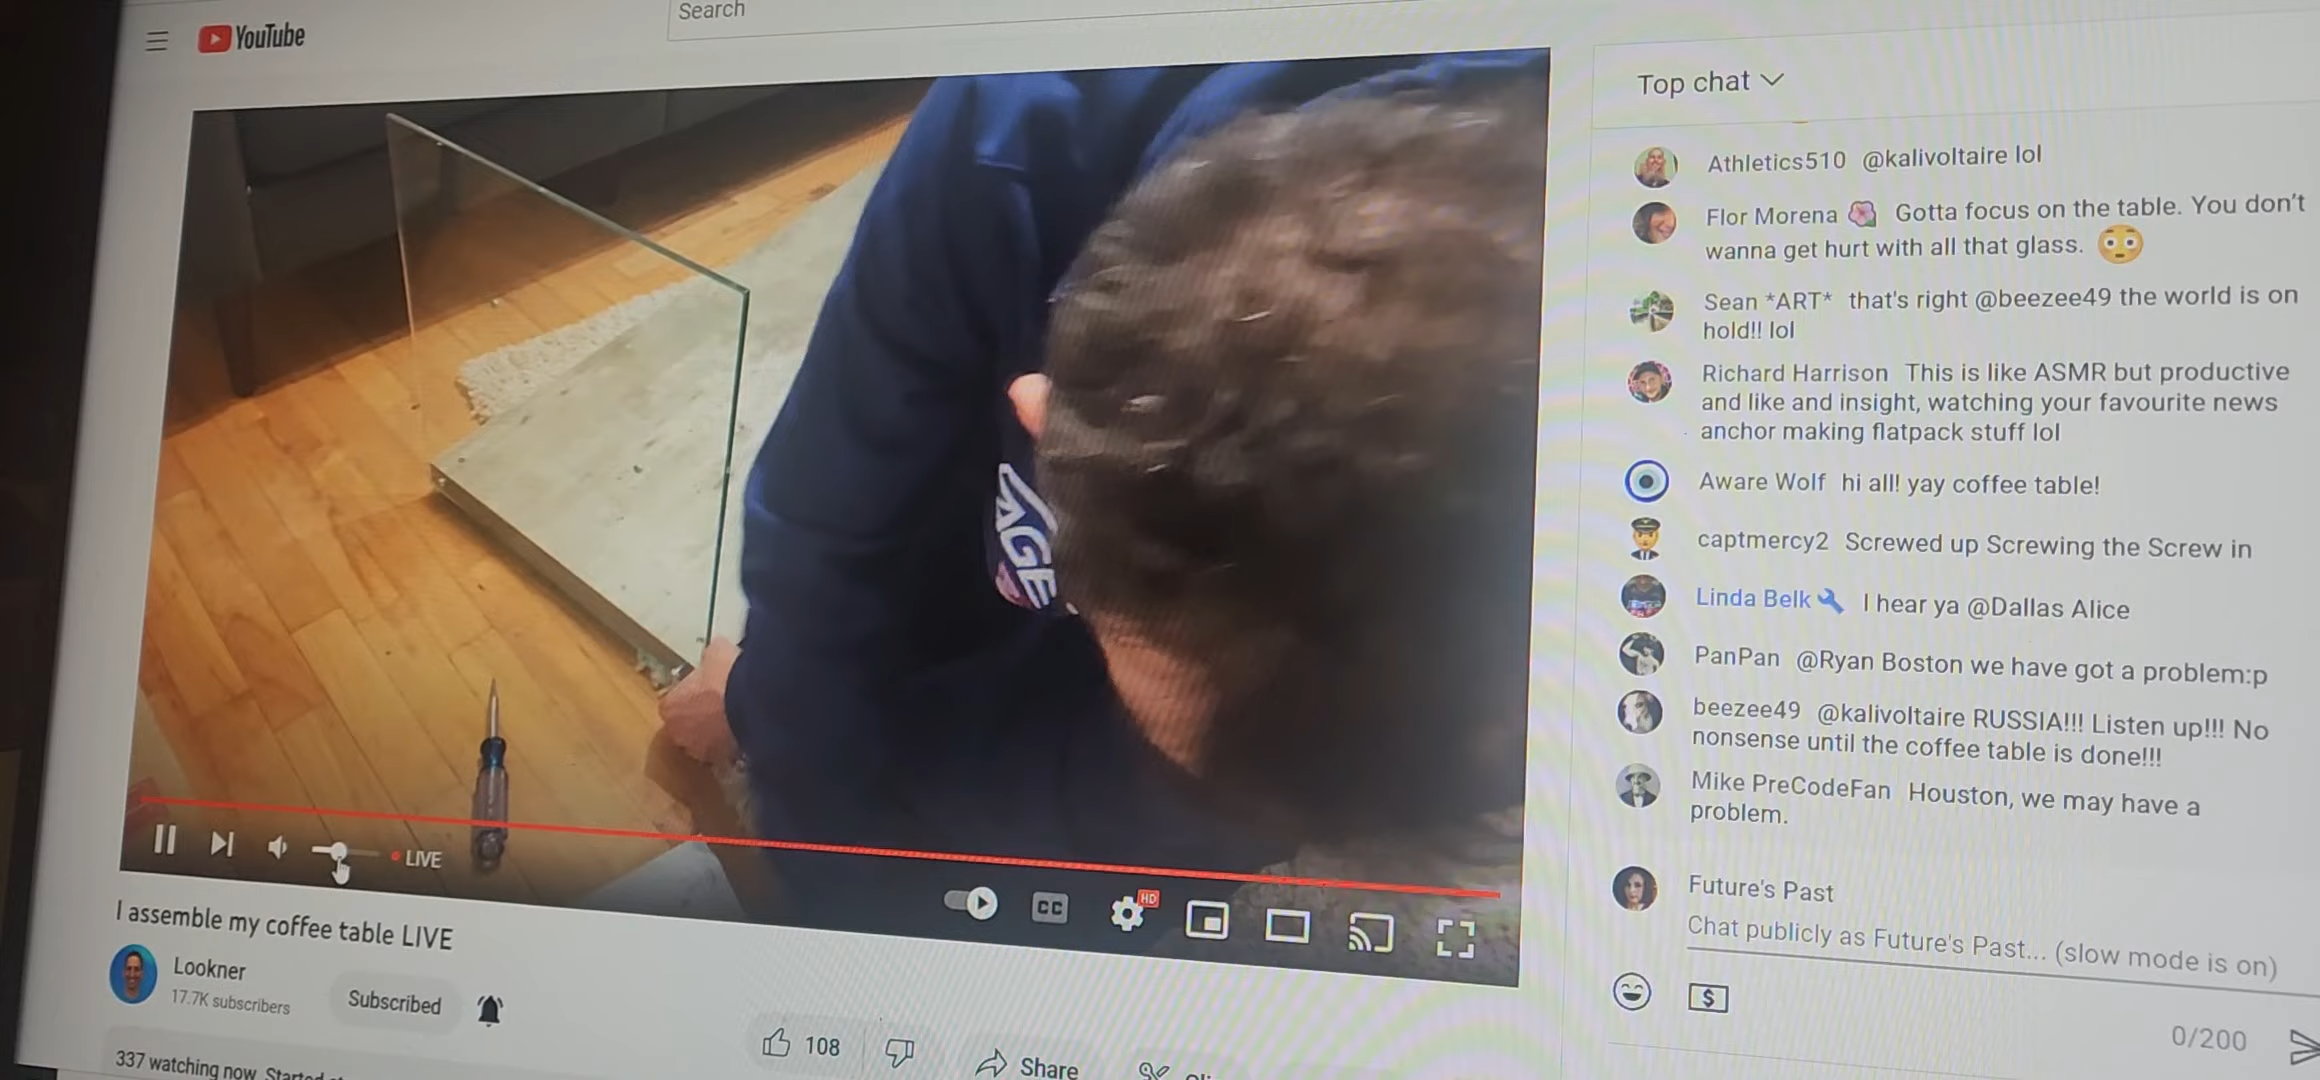 YouTube
Search
Top chat
Athletics510 @kalivoltaire lol
Flor Morena Gotta focus on the table. You don't
wanna get hurt with all that glass.
Sean *ART* that's right @beezee49 the world is on
hold!! lol
Richard Harrison This is like ASMR but productive
and like and insight, watching your favourite news
anchor making flatpack stuff lol
Aware Wolf hi all! yay coffee table!
captmercy2 Screwed up Screwing the Screw in
Linda Belk I hear ya @Dallas Alice
PanPan @Ryan Boston we have got a problem:p
beezee49 @kalivoltaire RUSSIA!!! Listen up!!! No
nonsense until the coffee table is done!!!
Mike PreCodeFan Houston, we may have a
problem.
Future's Past
Chat publicly as Future's Past... (slow mode is on)
$
0/200
AGE
LIVE
CC
HD
I assemble my coffee table LIVE
Lookner
17.7K subscribers
Subscribed
108
Share
337 watching now